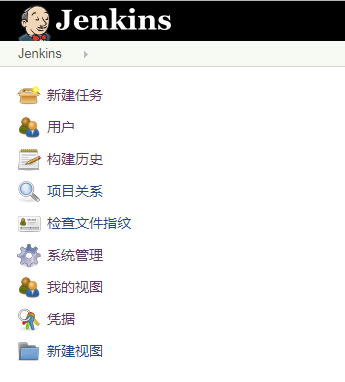 Jenkins
Jenkins
新建任务
用户
构建历史
项目关系
检查文件指纹
系统管理
我的视图
凭据
新建视图